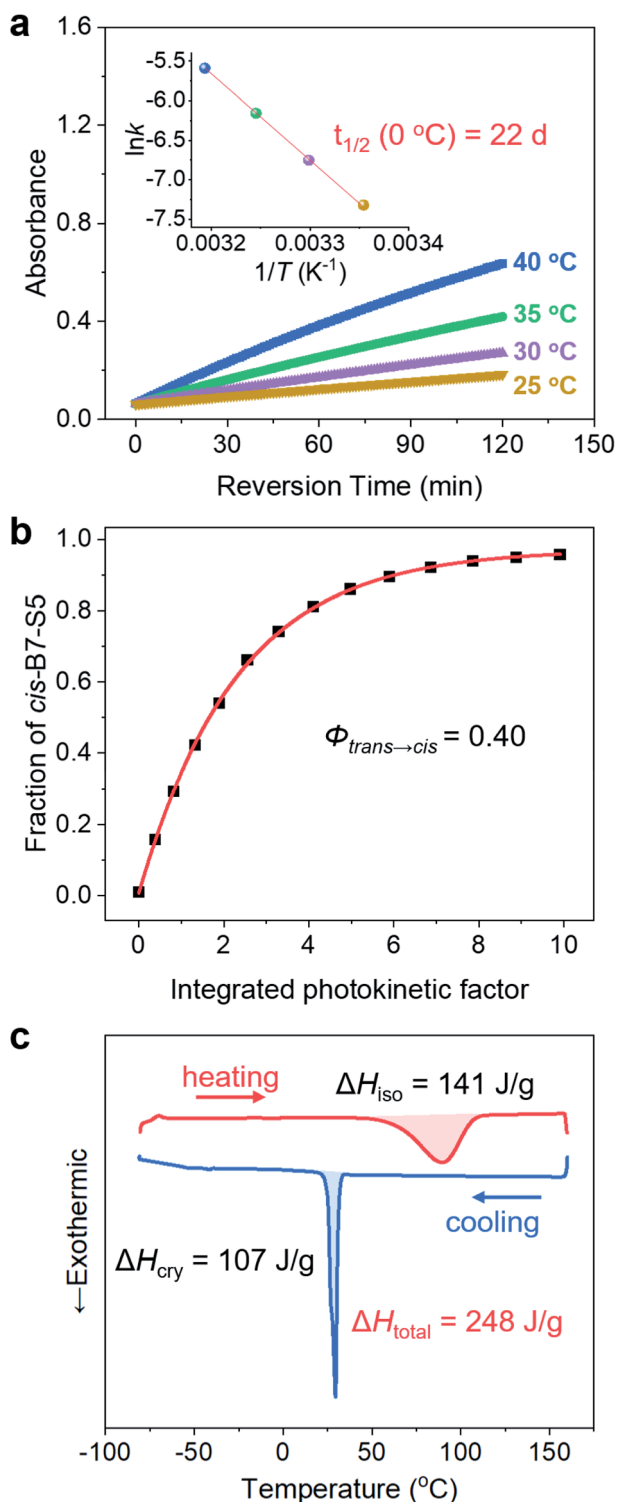 a
1.6
1.2
0.8
0.4
0.0
Absorbance
-5.5
-6.0
-6.5
-7.0
-7.5
lnk
0.0032 0.0033 0.0034
1/T (K⁻¹)
t₁/₂ (0 °C) = 22 d
40 °C
35 °C
30 °C
25 °C
0 30 60 90 120 150
Reversion Time (min)
b
1.0
0.8
0.6
0.4
0.2
0.0
Fraction of cis-B7-S5
Φtrans→cis = 0.40
0 2 4 6 8 10
Integrated photokinetic factor
c
heating
ΔHiso = 141 J/g
cooling
ΔHcry = 107 J/g
ΔHtotal = 248 J/g
←Exothermic
-100 -50 0 50 100 150
Temperature (°C)